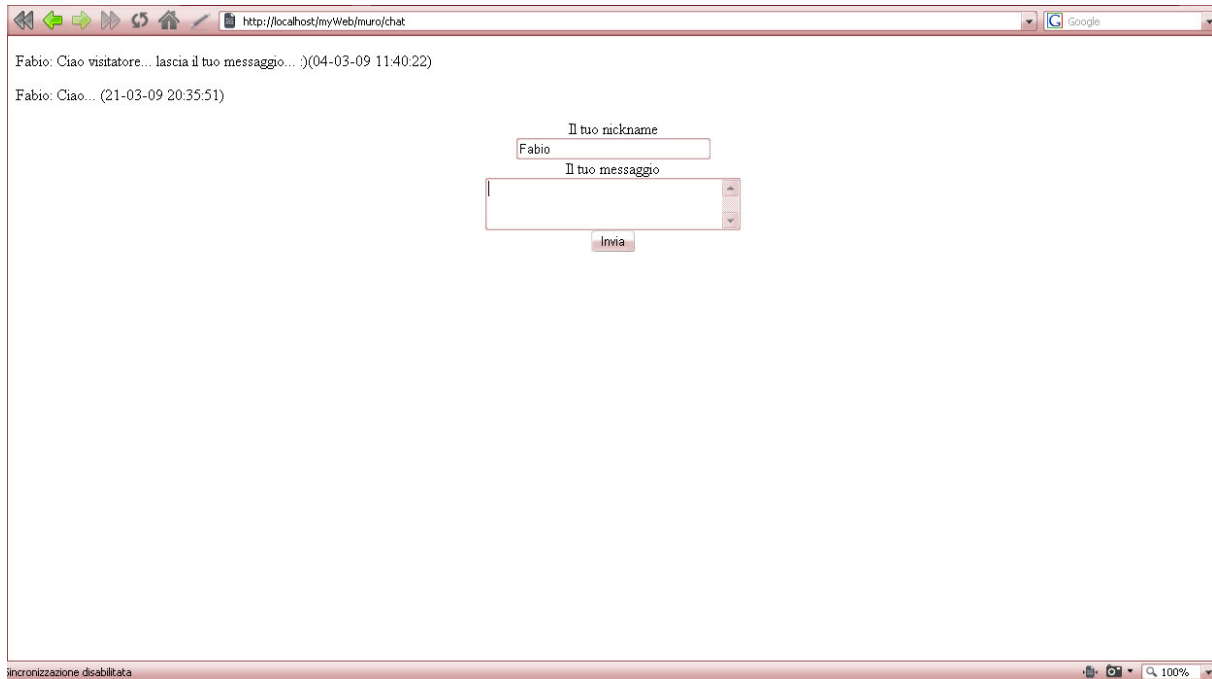 http://localhost/myWeb/muro/chat
Google
Fabio: Ciao visitatore... lascia il tuo messaggio... :)(04-03-09 11:40:22)
Fabio: Ciao... (21-03-09 20:35:51)
Il tuo nickname
Fabio
Il tuo messaggio
Invia
Sincronizzazione disabilitata
100%